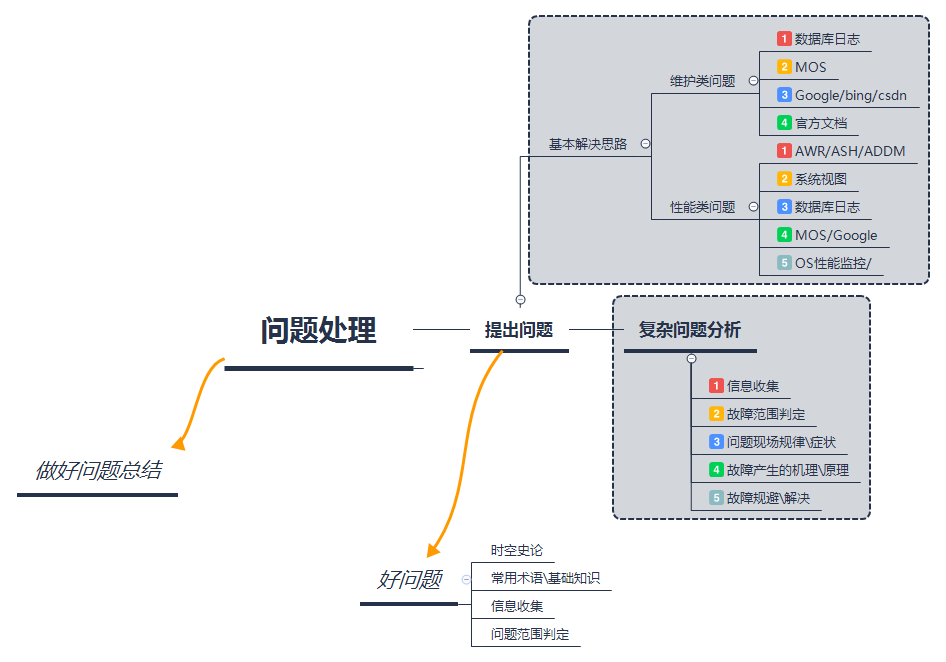 问题处理
提出问题
基本解决思路
维护类问题
1 数据库日志
2 MOS
3 Google/bing/csdn
4 官方文档
性能类问题
1 AWR/ASH/ADDM
2 系统视图
3 数据库日志
4 MOS/Google
5 OS性能监控/
复杂问题分析
1 信息收集
2 故障范围判定
3 问题现场规律\症状
4 故障产生的机理\原理
5 故障规避\解决
做好问题总结
好问题
时空史论
常用术语\基础知识
信息收集
问题范围判定